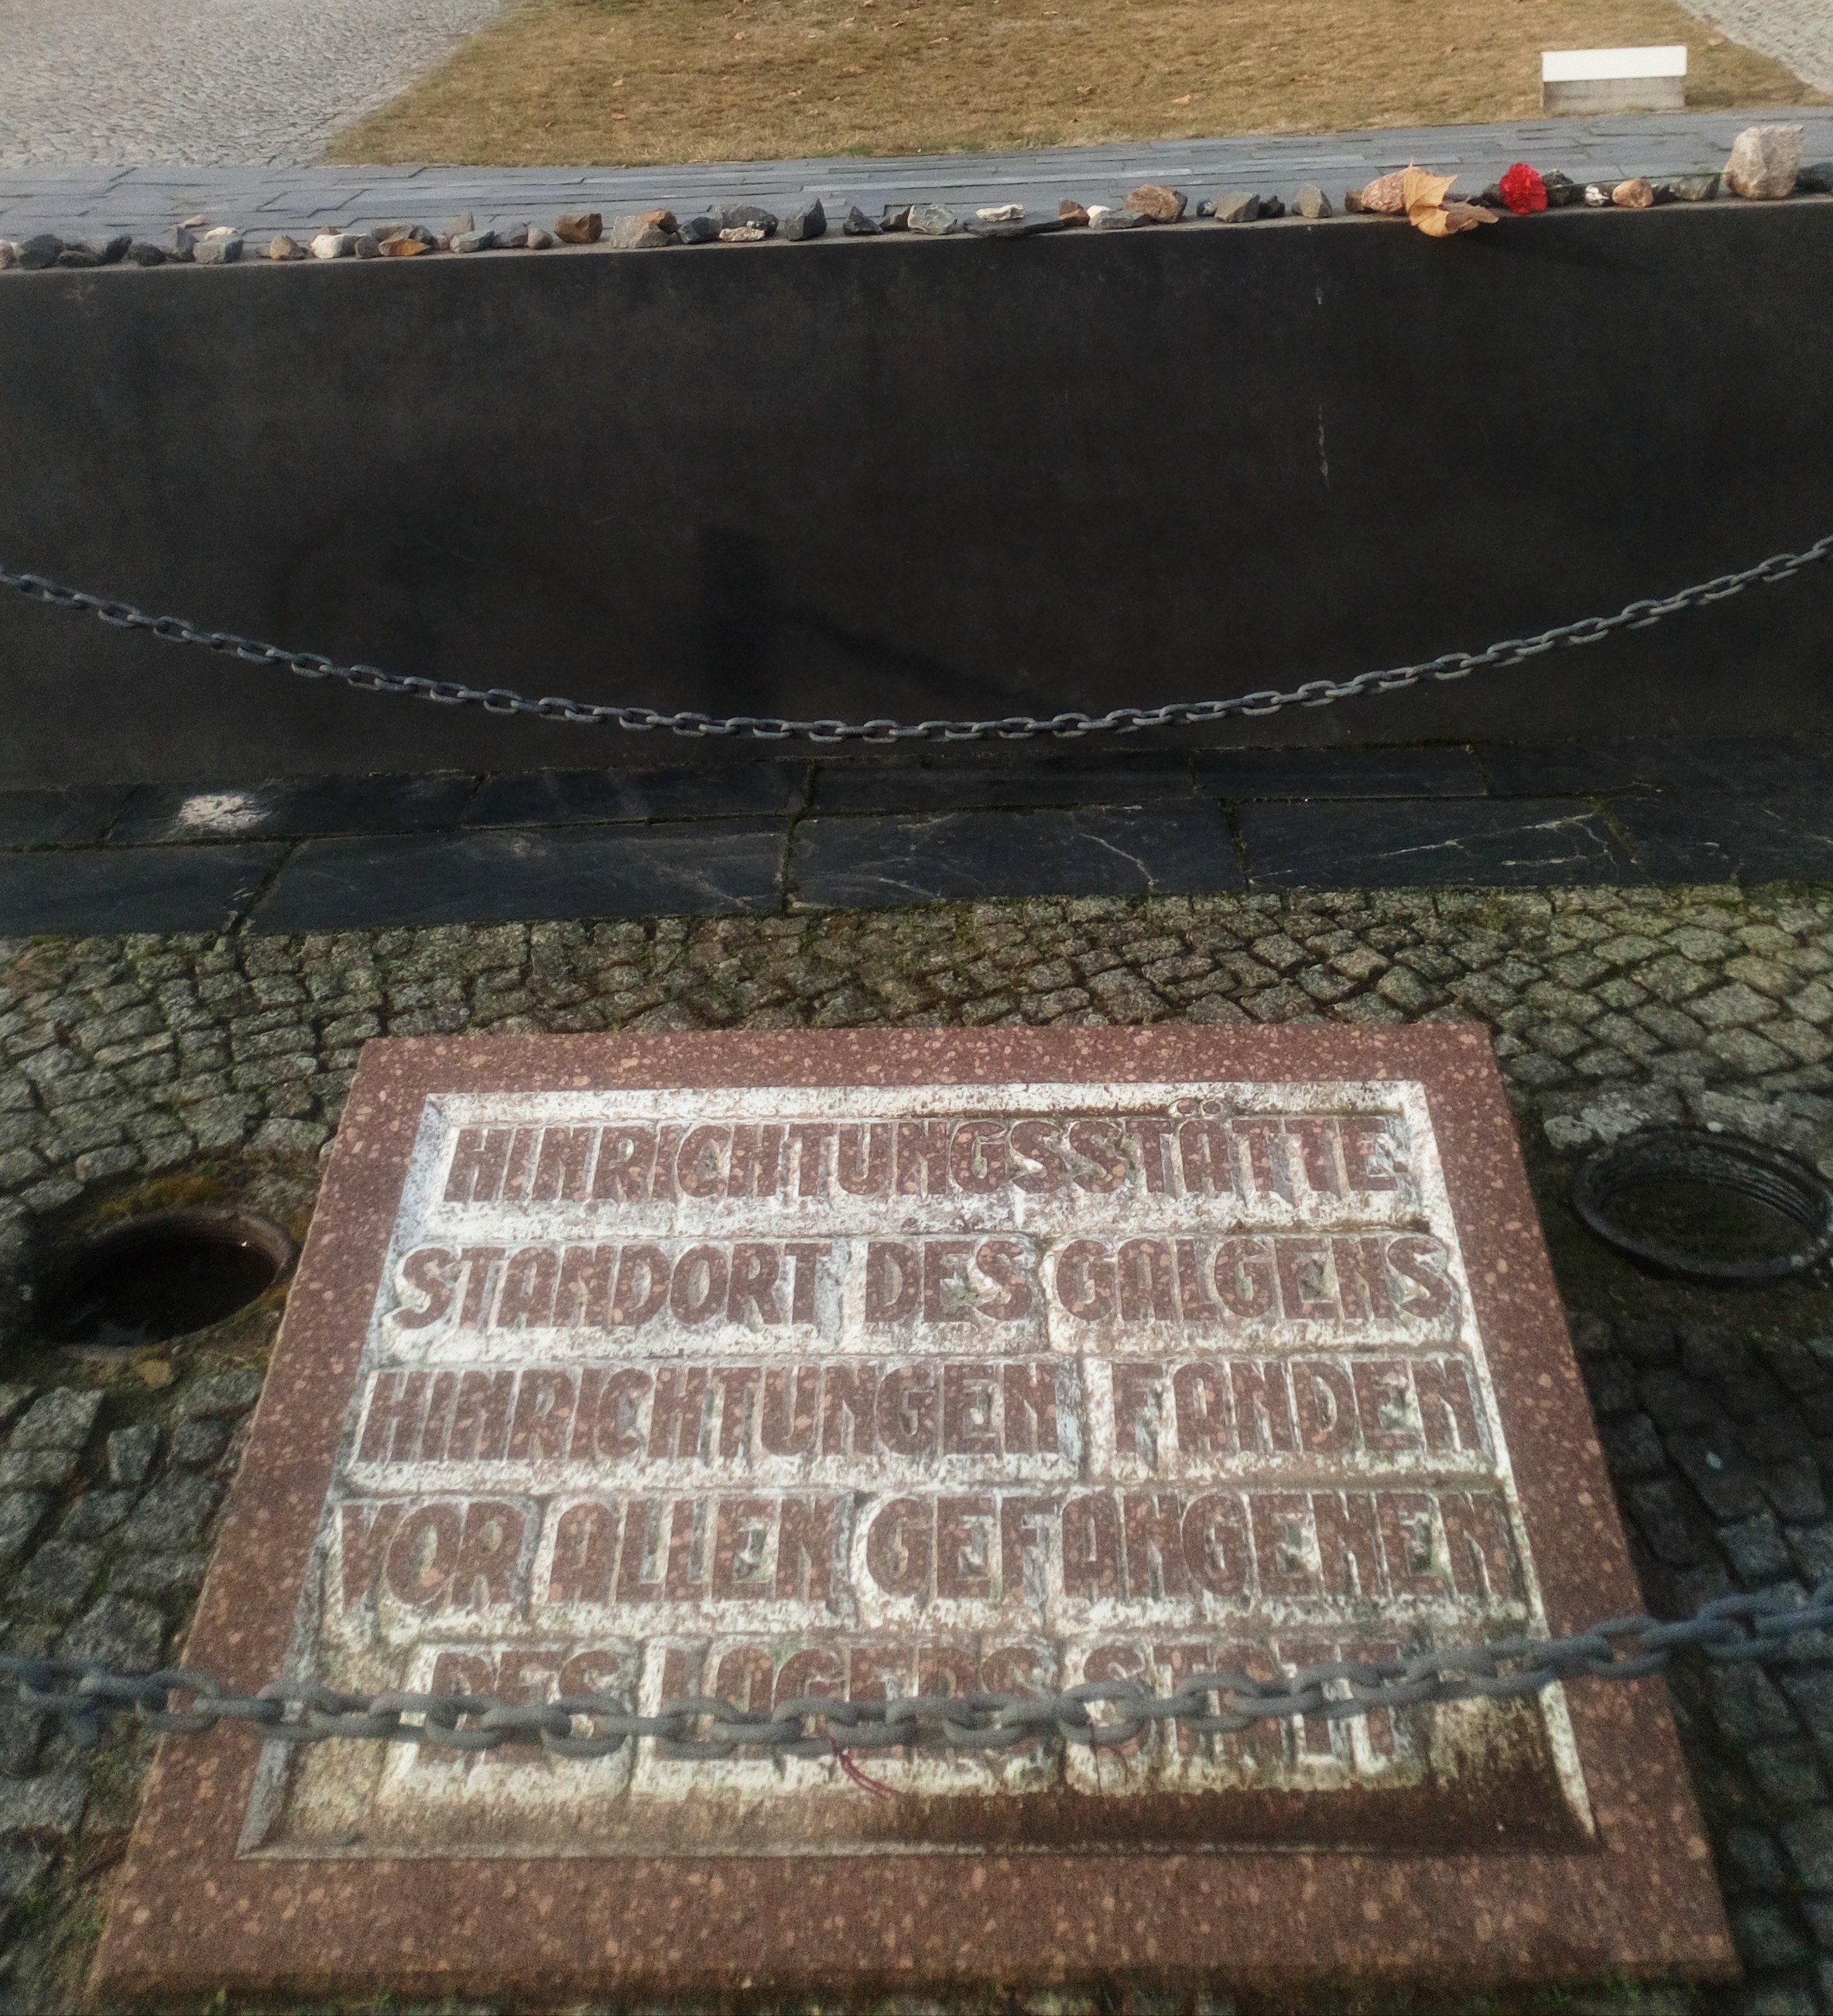 HINRICHTUNGSSTÄTTE
STANDORT DES GALGENS
HINRICHTUNGEN FANDEN
VOR ALLEN GEFANGENEN
DES LAGERS STATT